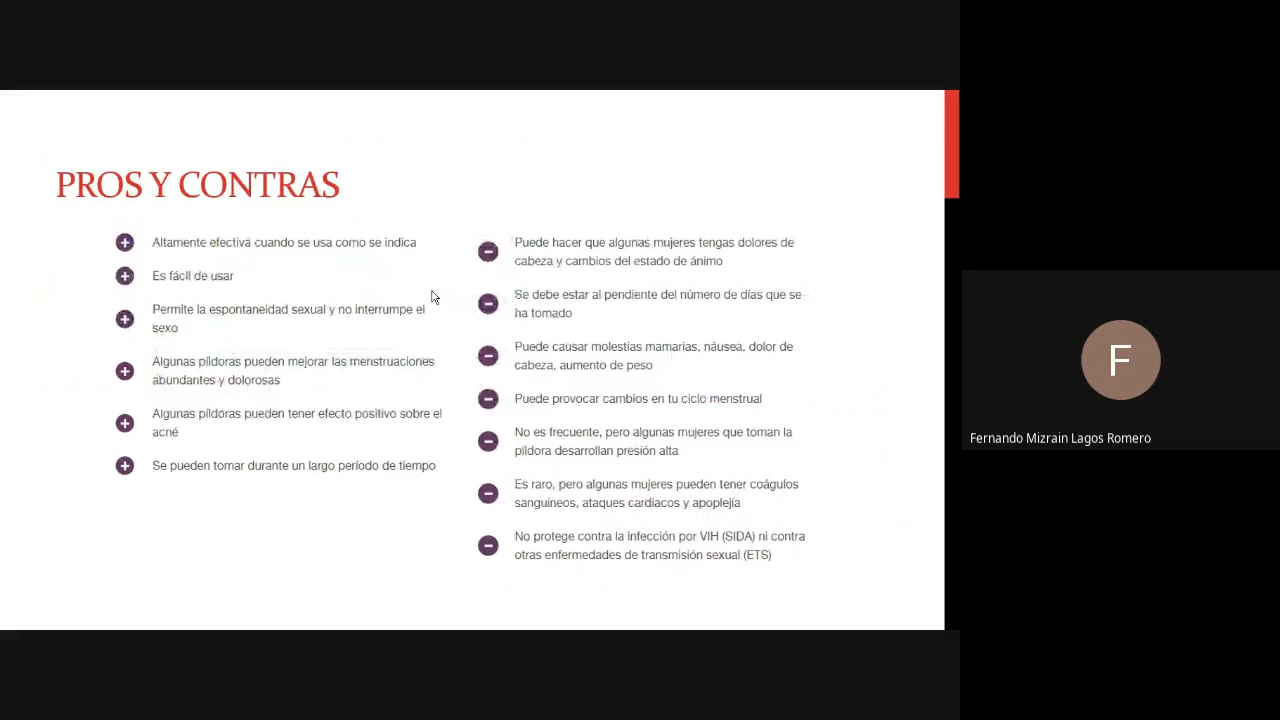 PROS Y CONTRAS
Altamente efectiva cuando se usa como se indica
Es fácil de usar
Permite la espontaneidad sexual y no interrumpe el
sexo
Algunas píldoras pueden mejorar las menstruaciones
abundantes y dolorosas
Algunas píldoras pueden tener efecto positivo sobre el
acné
Se pueden tomar durante un largo período de tiempo
Puede hacer que algunas mujeres tengas dolores de
cabeza y cambios del estado de ánimo
Se debe estar al pendiente del número de días que se
ha tomado
Puede causar molestias mamarias, náusea, dolor de
cabeza, aumento de peso
Puede provocar cambios en tu ciclo menstrual
No es frecuente, pero algunas mujeres que toman la
píldora desarrollan presión alta
Es raro, pero algunas mujeres pueden tener coágulos
sanguíneos, ataques cardíacos y apoplejía
No protege contra la infección por VIH (SIDA) ni contra
otras enfermedades de transmisión sexual (ETS)
F
Fernando Mizrain Lagos Romero